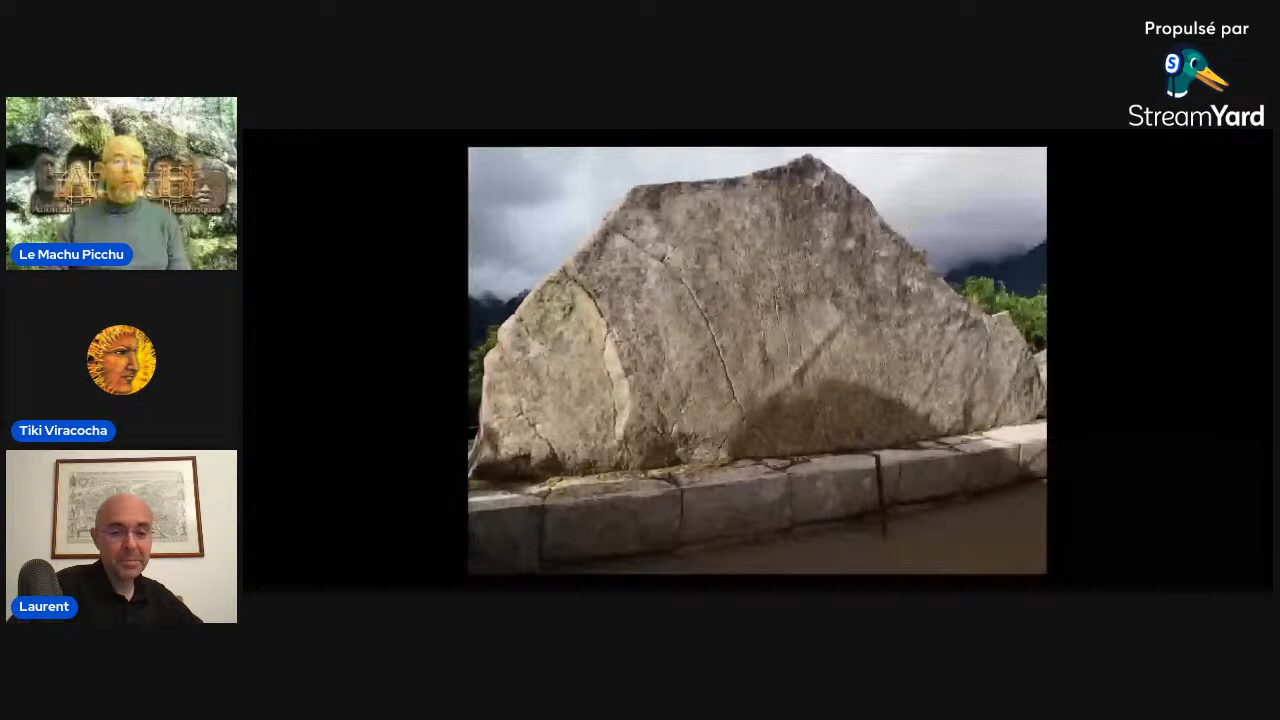 Propulsé par
S
StreamYard
Le Machu Picchu
Tiki Viracocha
Laurent